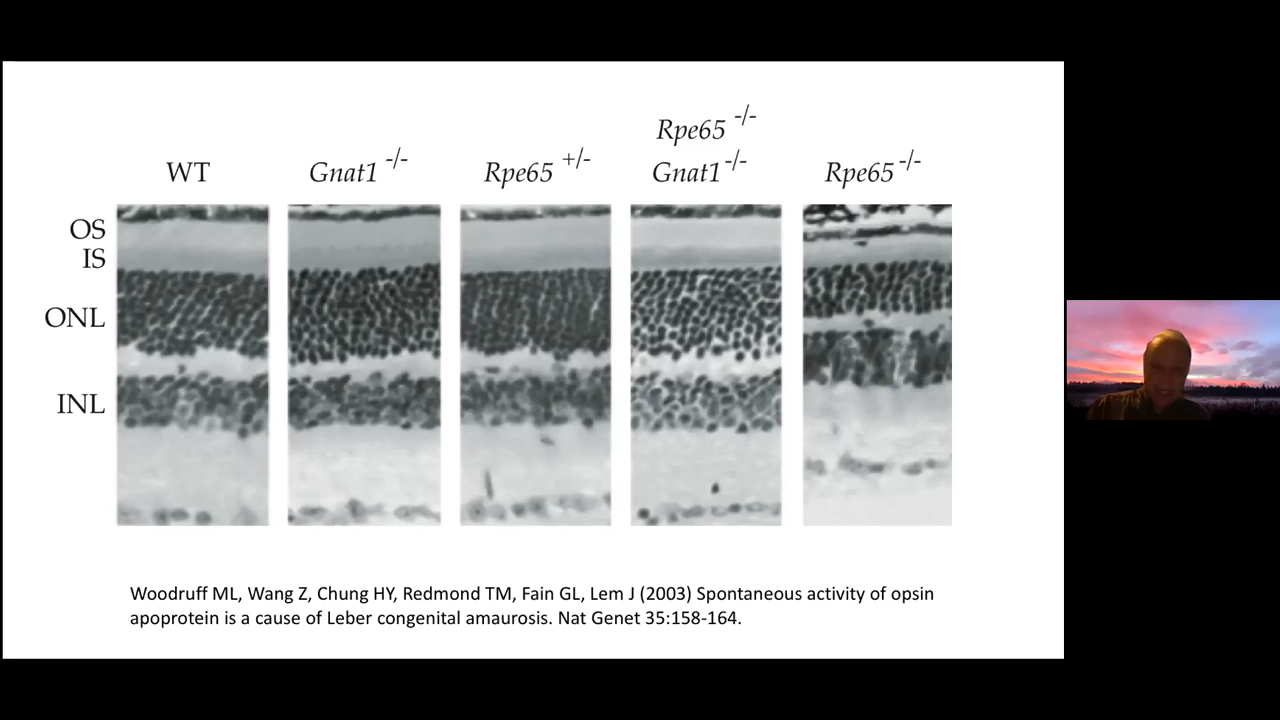 Rpe65 -/-
WT Gnat1 -/- Rpe65 +/- Gnat1 -/- Rpe65 -/-
OS
IS
ONL
INL
Woodruff ML, Wang Z, Chung HY, Redmond TM, Fain GL, Lem J (2003) Spontaneous activity of opsin
apoprotein is a cause of Leber congenital amaurosis. Nat Genet 35:158-164.